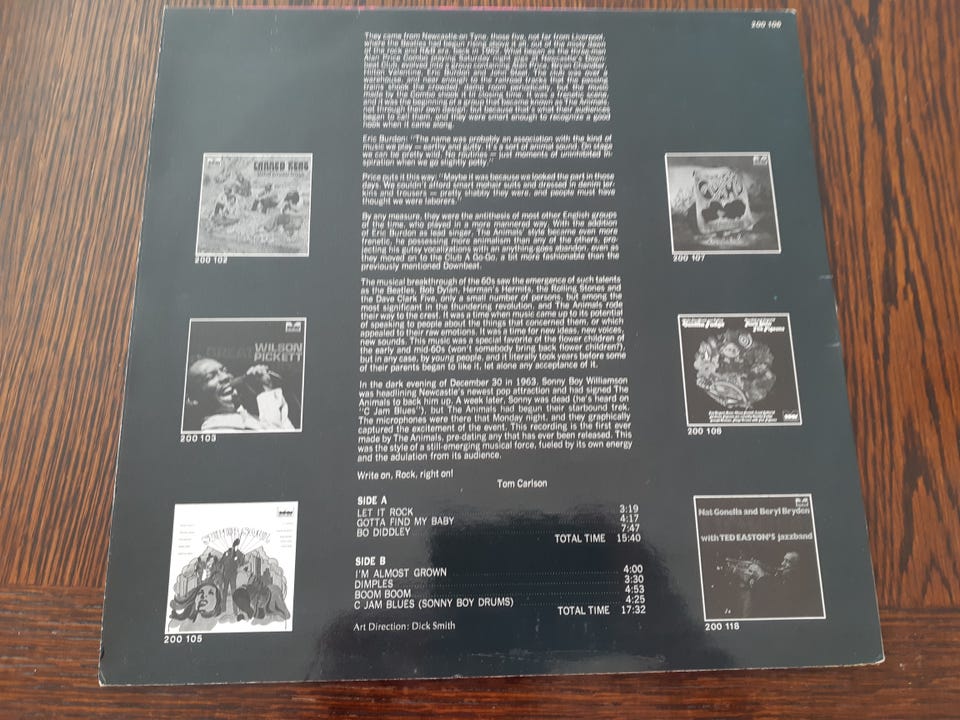 200 100
They came from Newcastle-on Tyne, those five, not far from Liverpool,
where the Beatles had begun rising above it all, out of the misty dawn
of the rock and R&B era, back in 1962. What began as the three-man
Alan Price Combo playing Saturday night gigs at Newcastle's Down-
beat Club, evolved into a group containing Alan Price, Bryan Chandler,
Hilton Valentine, Eric Burdon and John Steel. The club was over a
warehouse, and near enough to the railroad tracks that the passing
trains shook the crowded, damp room periodically, but the music
made by the Combo shook it til closing time. It was a frenetic scene,
and it was the beginning of a group that became known as The Animals,
not through their own design, but because that's what their audiences
began to call them, and they were smart enough to recognize a good
hook when it came along.
Eric Burdon: "The name was probably an association with the kind of
music we play — earthy and gutty. It's a sort of animal sound. On stage
we can be pretty wild. No routines — just moments of uninhibited in-
spiration when we go slightly potty."
Price puts it this way: "Maybe it was because we looked the part in those
days. We couldn't afford smart mohair suits and dressed in denim jer-
kins and trousers — pretty shabby they were, and people must have
thought we were laborers."
By any measure, they were the antithesis of most other English groups
of the time, who played in a more mannered way. With the addition
of Eric Burdon as lead singer, The Animals' style became even more
frenetic, he possessing more animalism than any of the others, pro-
jecting his gutsy vocalizations with an anything goes abandon, even as
they moved on to the Club A Go-Go, a bit more fashionable than the
previously mentioned Downbeat.
The musical breakthrough of the 60s saw the emergence of such talents
as the Beatles, Bob Dylan, Herman's Hermits, the Rolling Stones and
the Dave Clark Five, only a small number of persons, but among the
most significant in the thundering revolution, and The Animals rode
their way to the crest. It was a time when music came up to its potential
of speaking to people about the things that concerned them, or which
appealed to their raw emotions. It was a time for new ideas, new voices,
new sounds. This music was a special favorite of the flower children of
the early and mid-60s (won't somebody bring back flower children?),
but in any case, by young people, and it literally took years before some
of their parents began to like it, let alone any acceptance of it.
In the dark evening of December 30 in 1963, Sonny Boy Williamson
was headlining Newcastle's newest pop attraction and had signed The
Animals to back him up. A week later, Sonny was dead (he's heard on
"C Jam Blues"), but The Animals had begun their starbound trek.
The microphones were there that Monday night, and they graphically
captured the excitement of the event. This recording is the first ever
made by The Animals, pre-dating any that has ever been released. This
was the style of a still-emerging musical force, fueled by its own energy
and the adulation from its audience.
Write on, Rock, right on!
Tom Carlson
SIDE A
LET IT ROCK 3:19
GOTTA FIND MY BABY 4:17
BO DIDDLEY 7:47
TOTAL TIME 15:40
SIDE B
I'M ALMOST GROWN 4:00
DIMPLES 3:30
BOOM BOOM 4:53
C JAM BLUES (SONNY BOY DRUMS) 4:25
TOTAL TIME 17:32
Art Direction: Dick Smith
CANNED HEAT
200 102
GREAT WILSON
PICKETT
200 103
200 105
200 107
200 106
Nat Gonella and Beryl Bryden
with TED EASTON'S jazzband
200 118